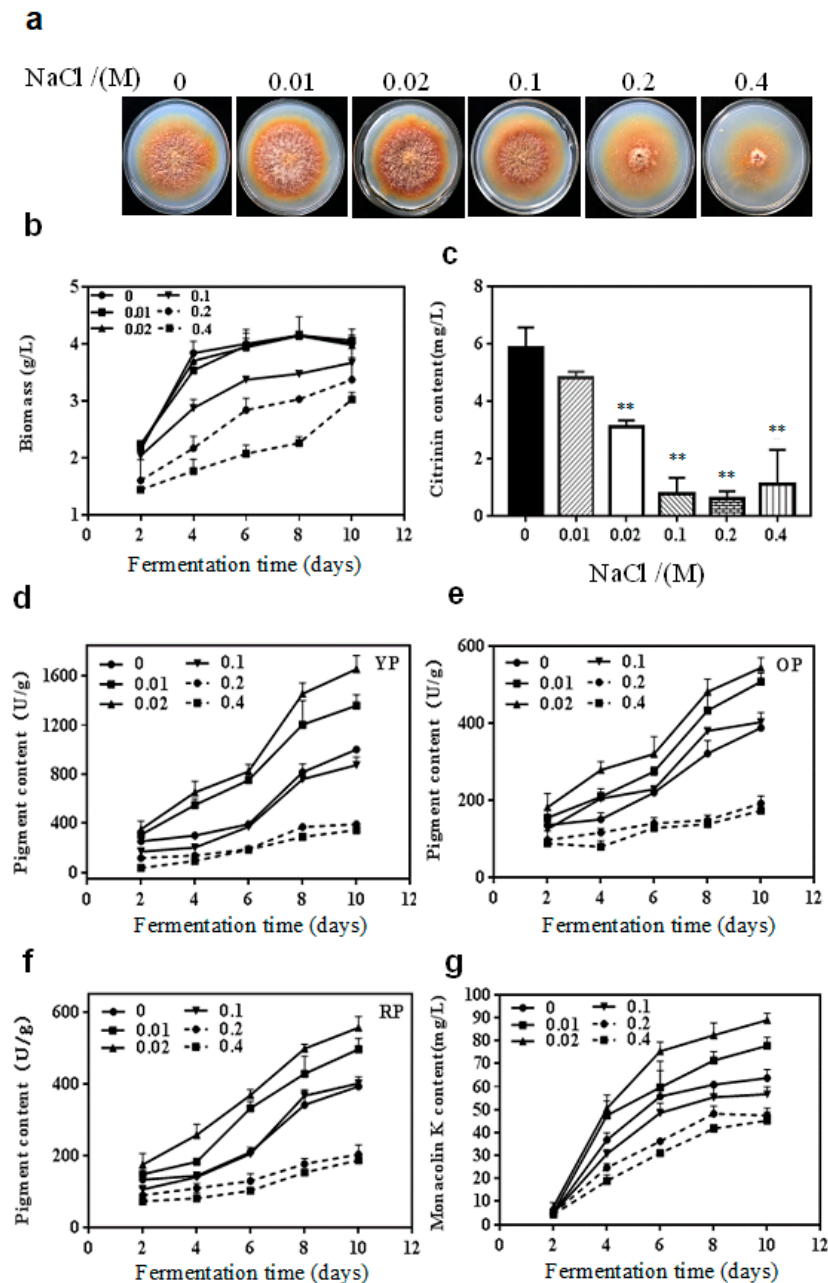 a
NaCl /(M) 0 0.01 0.02 0.1 0.2 0.4
b
5
4
3
2
1
0 2 4 6 8 10 12
0 0.1
0.01 0.2
0.02 0.4
Biomass (g/L)
Fermentation time (days)
c
8
6
4
2
0
** ** ** **
0 0.01 0.02 0.1 0.2 0.4
Citrinin content(mg/L)
NaCl /(M)
d
1600
1200
800
400
0
0 0.1 YP
0.01 0.2
0.02 0.4
Pigment content (U/g)
0 2 4 6 8 10 12
Fermentation time (days)
e
600
400
200
0
0 0.1 OP
0.01 0.2
0.02 0.4
Pigment content (U/g)
0 2 4 6 8 10 12
Fermentation time (days)
f
600
400
200
0
0 0.1 RP
0.01 0.2
0.02 0.4
Pigment content (U/g)
0 2 4 6 8 10 12
Fermentation time (days)
g
100
90
80
70
60
50
40
30
20
10
0
0 0.1
0.01 0.2
0.02 0.4
Monacolin K content(mg/L)
0 2 4 6 8 10 12
Fermentation time (days)